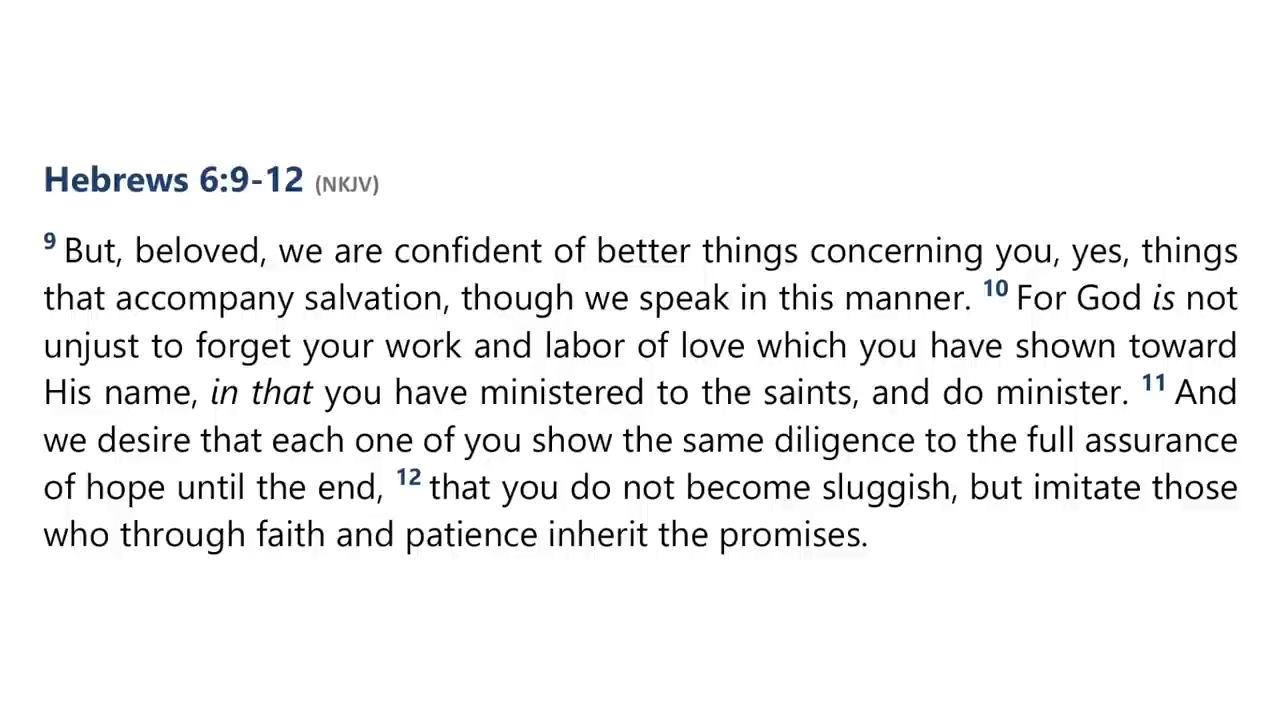 Hebrews 6:9-12 (NKJV)
9 But, beloved, we are confident of better things concerning you, yes, things
that accompany salvation, though we speak in this manner. 10 For God is not
unjust to forget your work and labor of love which you have shown toward
His name, in that you have ministered to the saints, and do minister. 11 And
we desire that each one of you show the same diligence to the full assurance
of hope until the end, 12 that you do not become sluggish, but imitate those
who through faith and patience inherit the promises.